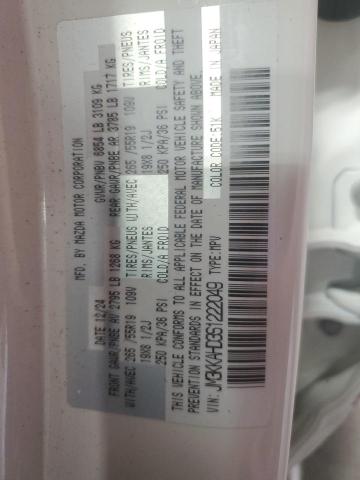 MFD. BY MAZDA MOTOR CORPORATION
DATE 12/24 GVWR/PNBV 6854 LB 3109 KG
FRONT GAWR/PNBE AV 2795 LB 1268 KG REAR GAWR/PNBE AR 3785 LB 1717 KG
WITH/AVEC 265 /55R19 109V TIRES/PNEUS WITH/AVEC 265 /55R19 109V TIRES/PNEUS
19X8 1/2J RIMS/JANTES 19X8 1/2J RIMS/JANTES
250 KPA/36 PSI COLD/A FROID 250 KPA/36 PSI COLD/A FROID
THIS VEHICLE CONFORMS TO ALL APPLICABLE FEDERAL MOTOR VEHICLE SAFETY AND THEFT
PREVENTION STANDARDS IN EFFECT ON THE DATE OF MANUFACTURE SHOWN ABOVE.
JM3KKAHD3S1222049 TYPE:MPV COLOR CODE:51K MADE IN JAPAN